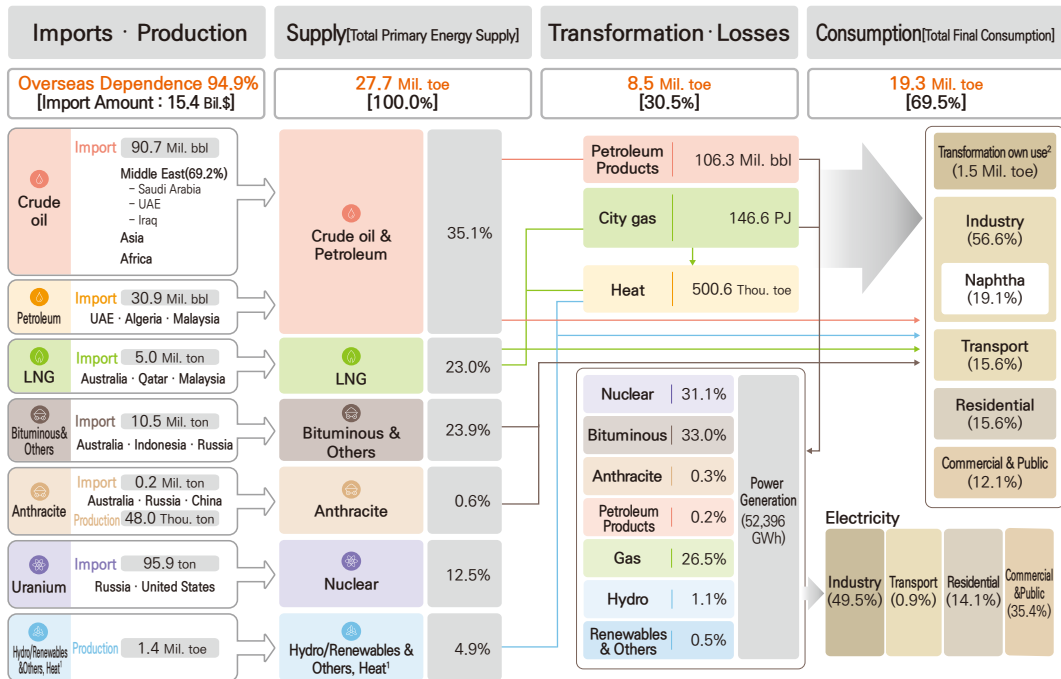 Imports · Production
Supply[Total Primary Energy Supply]
Transformation · Losses
Consumption[Total Final Consumption]
Overseas Dependence 94.9%
[Import Amount : 15.4 Bil.$]
27.7 Mil. toe
[100.0%]
8.5 Mil. toe
[30.5%]
19.3 Mil. toe
[69.5%]
Crude
oil
Import 90.7 Mil. bbl
Middle East(69.2%)
– Saudi Arabia
– UAE
– Iraq
Asia
Africa
Petroleum
Import 30.9 Mil. bbl
UAE · Algeria · Malaysia
LNG
Import 5.0 Mil. ton
Australia · Qatar · Malaysia
Bituminous&
Others
Import 10.5 Mil. ton
Australia · Indonesia · Russia
Anthracite
Import 0.2 Mil. ton
Australia · Russia · China
Production 48.0 Thou. ton
Uranium
Import 95.9 ton
Russia · United States
Hydro/Renewables
&Others, Heat¹
Production 1.4 Mil. toe
Crude oil &
Petroleum
35.1%
LNG
23.0%
Bituminous &
Others
23.9%
Anthracite
0.6%
Nuclear
12.5%
Hydro/Renewables &
Others, Heat¹
4.9%
Petroleum
Products
106.3 Mil. bbl
City gas
146.6 PJ
Heat
500.6 Thou. toe
Nuclear 31.1%
Bituminous 33.0%
Anthracite 0.3%
Petroleum
Products
0.2%
Gas 26.5%
Hydro 1.1%
Renewables
& Others
0.5%
Power
Generation
(52,396
GWh)
Transformation own use²
(1.5 Mil. toe)
Industry
(56.6%)
Naphtha
(19.1%)
Transport
(15.6%)
Residential
(15.6%)
Commercial & Public
(12.1%)
Electricity
Industry
(49.5%)
Transport
(0.9%)
Residential
(14.1%)
Commercial
&Public
(35.4%)